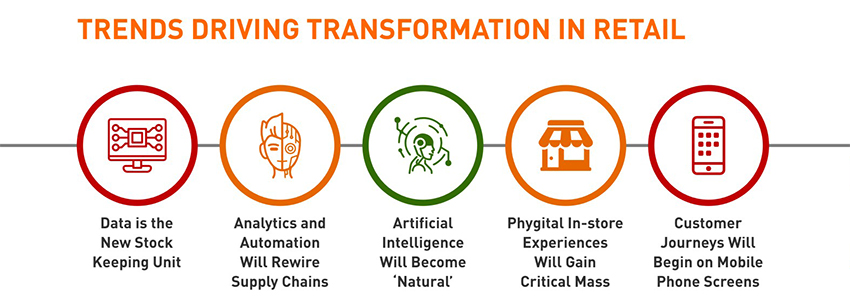 TRENDS DRIVING TRANSFORMATION IN RETAIL
Data is the
New Stock
Keeping Unit
Analytics and
Automation
Will Rewire
Supply Chains
Artificial
Intelligence
Will Become
‘Natural’
Phygital In-store
Experiences
Will Gain
Critical Mass
Customer
Journeys Will
Begin on Mobile
Phone Screens